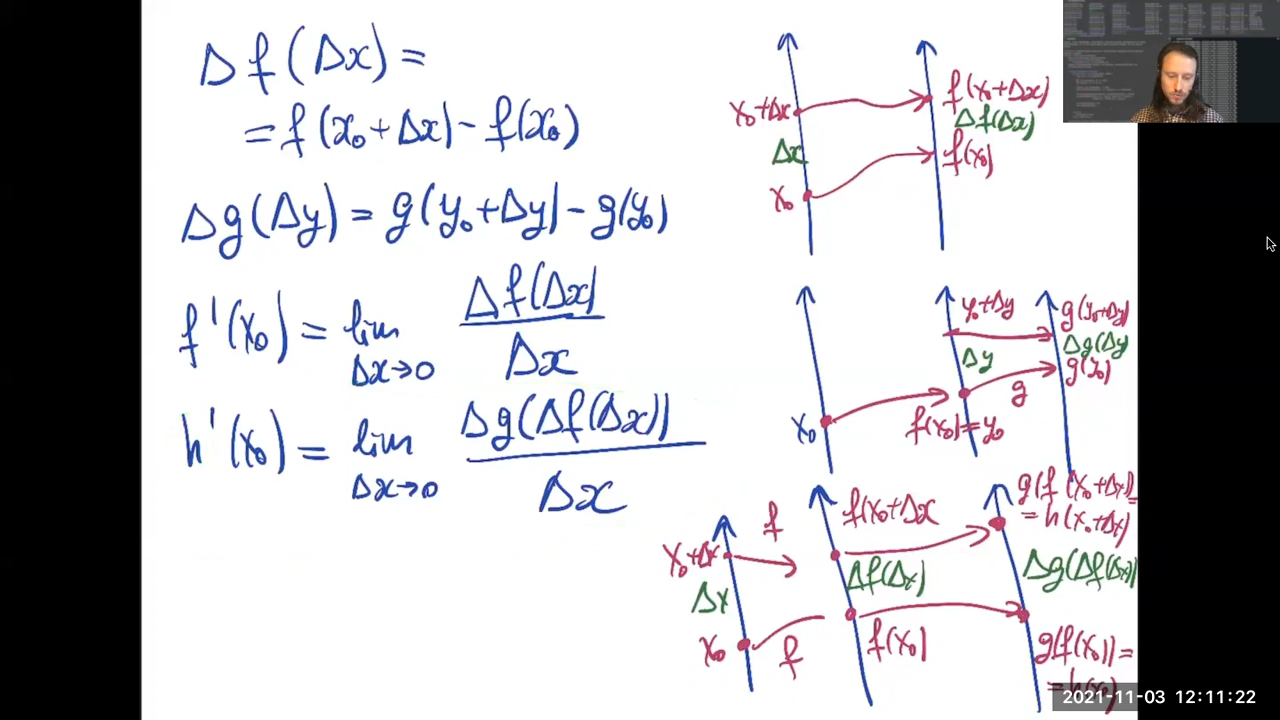 Δf(Δx) =
= f(x₀+Δx) - f(x₀)
Δg(Δy) = g(y₀+Δy) - g(y₀)
f'(x₀) = lim Δf(Δx)
Δx→0 Δx
h'(x₀) = lim Δg(Δf(Δx))
Δx→0 Δx
x₀+Δx f(x₀+Δx)
Δx Δf(Δx)
x₀ f(x₀)
y₀+Δy g(y₀+Δy)
Δy Δg(Δy)
g g(y₀)
x₀ f(x₀)=y₀
f f(x₀+Δx g(f(x₀+Δx))=
x₀+Δx = h(x₀+Δx)
Δx Δf(Δx) Δg(Δf(Δx))
x₀ f f(x₀) g(f(x₀)) =
= h(x₀)
2021-11-03 12:11:22